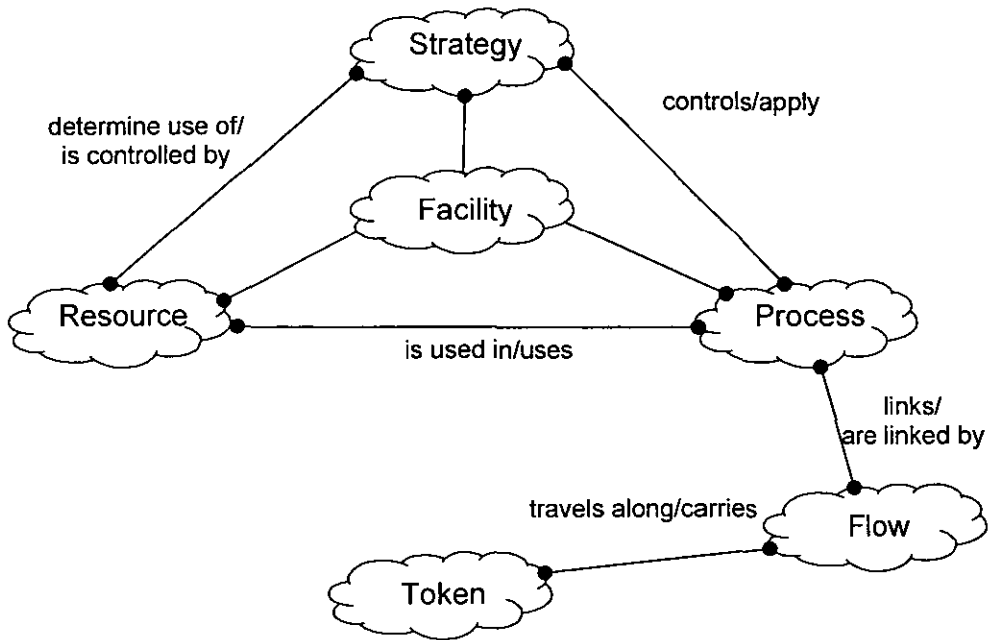 Strategy
controls/apply
determine use of/
is controlled by
Facility
Resource
Process
is used in/uses
links/
are linked by
travels along/carries
Flow
Token